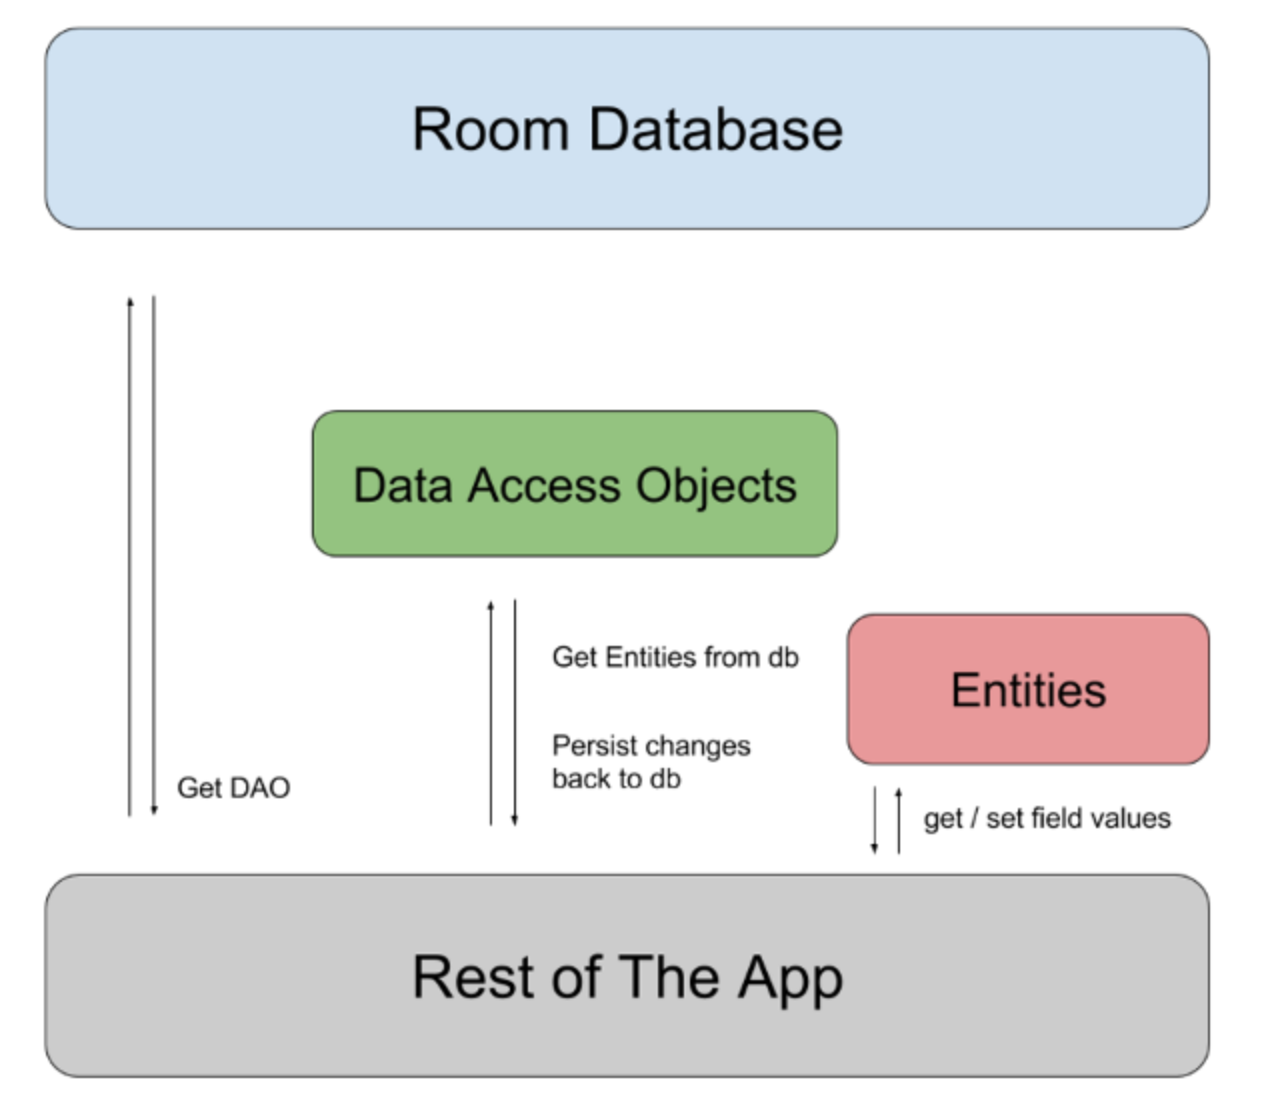 Room Database
Data Access Objects
Get Entities from db
Persist changes
back to db
Entities
Get DAO
get / set field values
Rest of The App